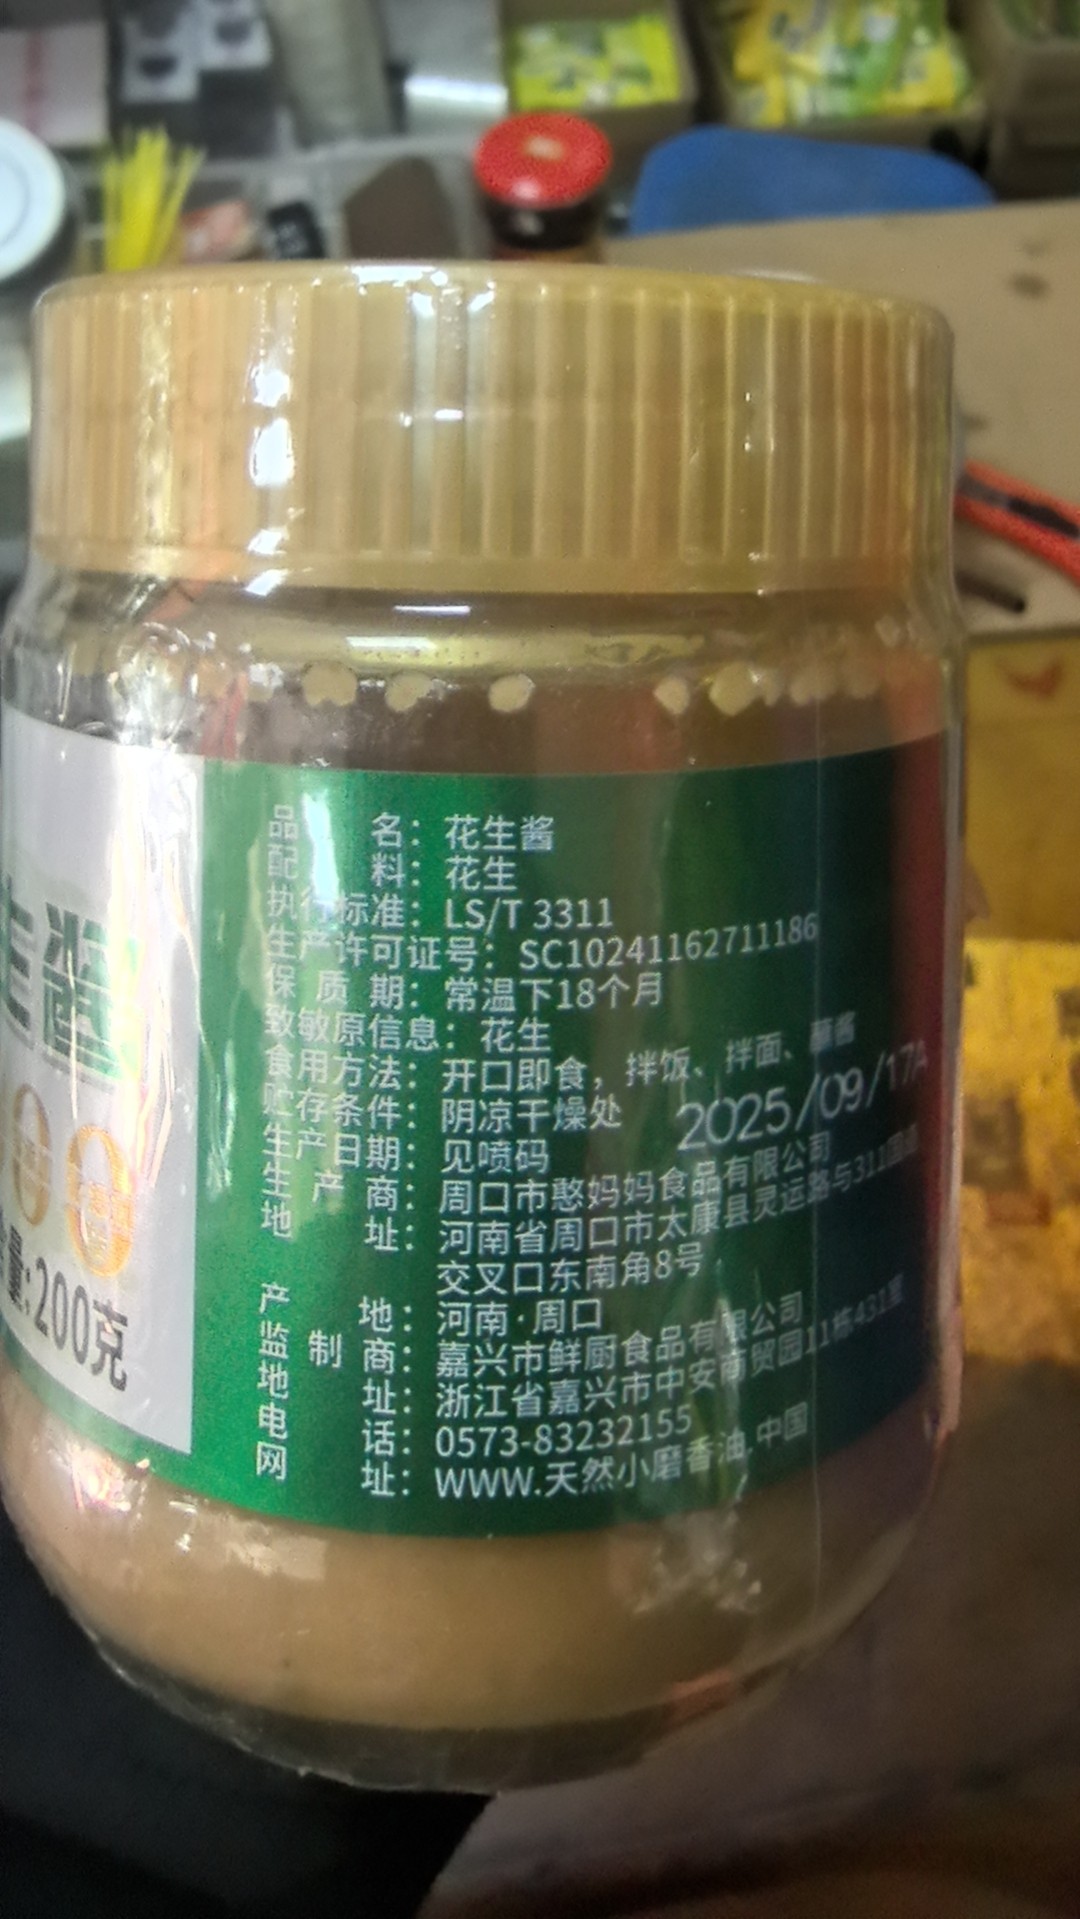 生酱
00
量:200克
品名：花生酱
配料：花生
执行标准：LS/T 3311
生产许可证号：SC10241162711186
保质期：常温下18个月
致敏原信息：花生
食用方法：开口即食，拌饭、拌面、蘸酱
贮存条件：阴凉干燥处
2025/09/17A
生产日期：见喷码
生产商：周口市憨妈妈食品有限公司
地址：河南省周口市太康县灵运路与311国道
交叉口东南角8号
产地：河南·周口
监制商：嘉兴市鲜厨食品有限公司
地址：浙江省嘉兴市中安商贸园11栋431室
电话：0573-83232155
网址：WWW.天然小磨香油.中国